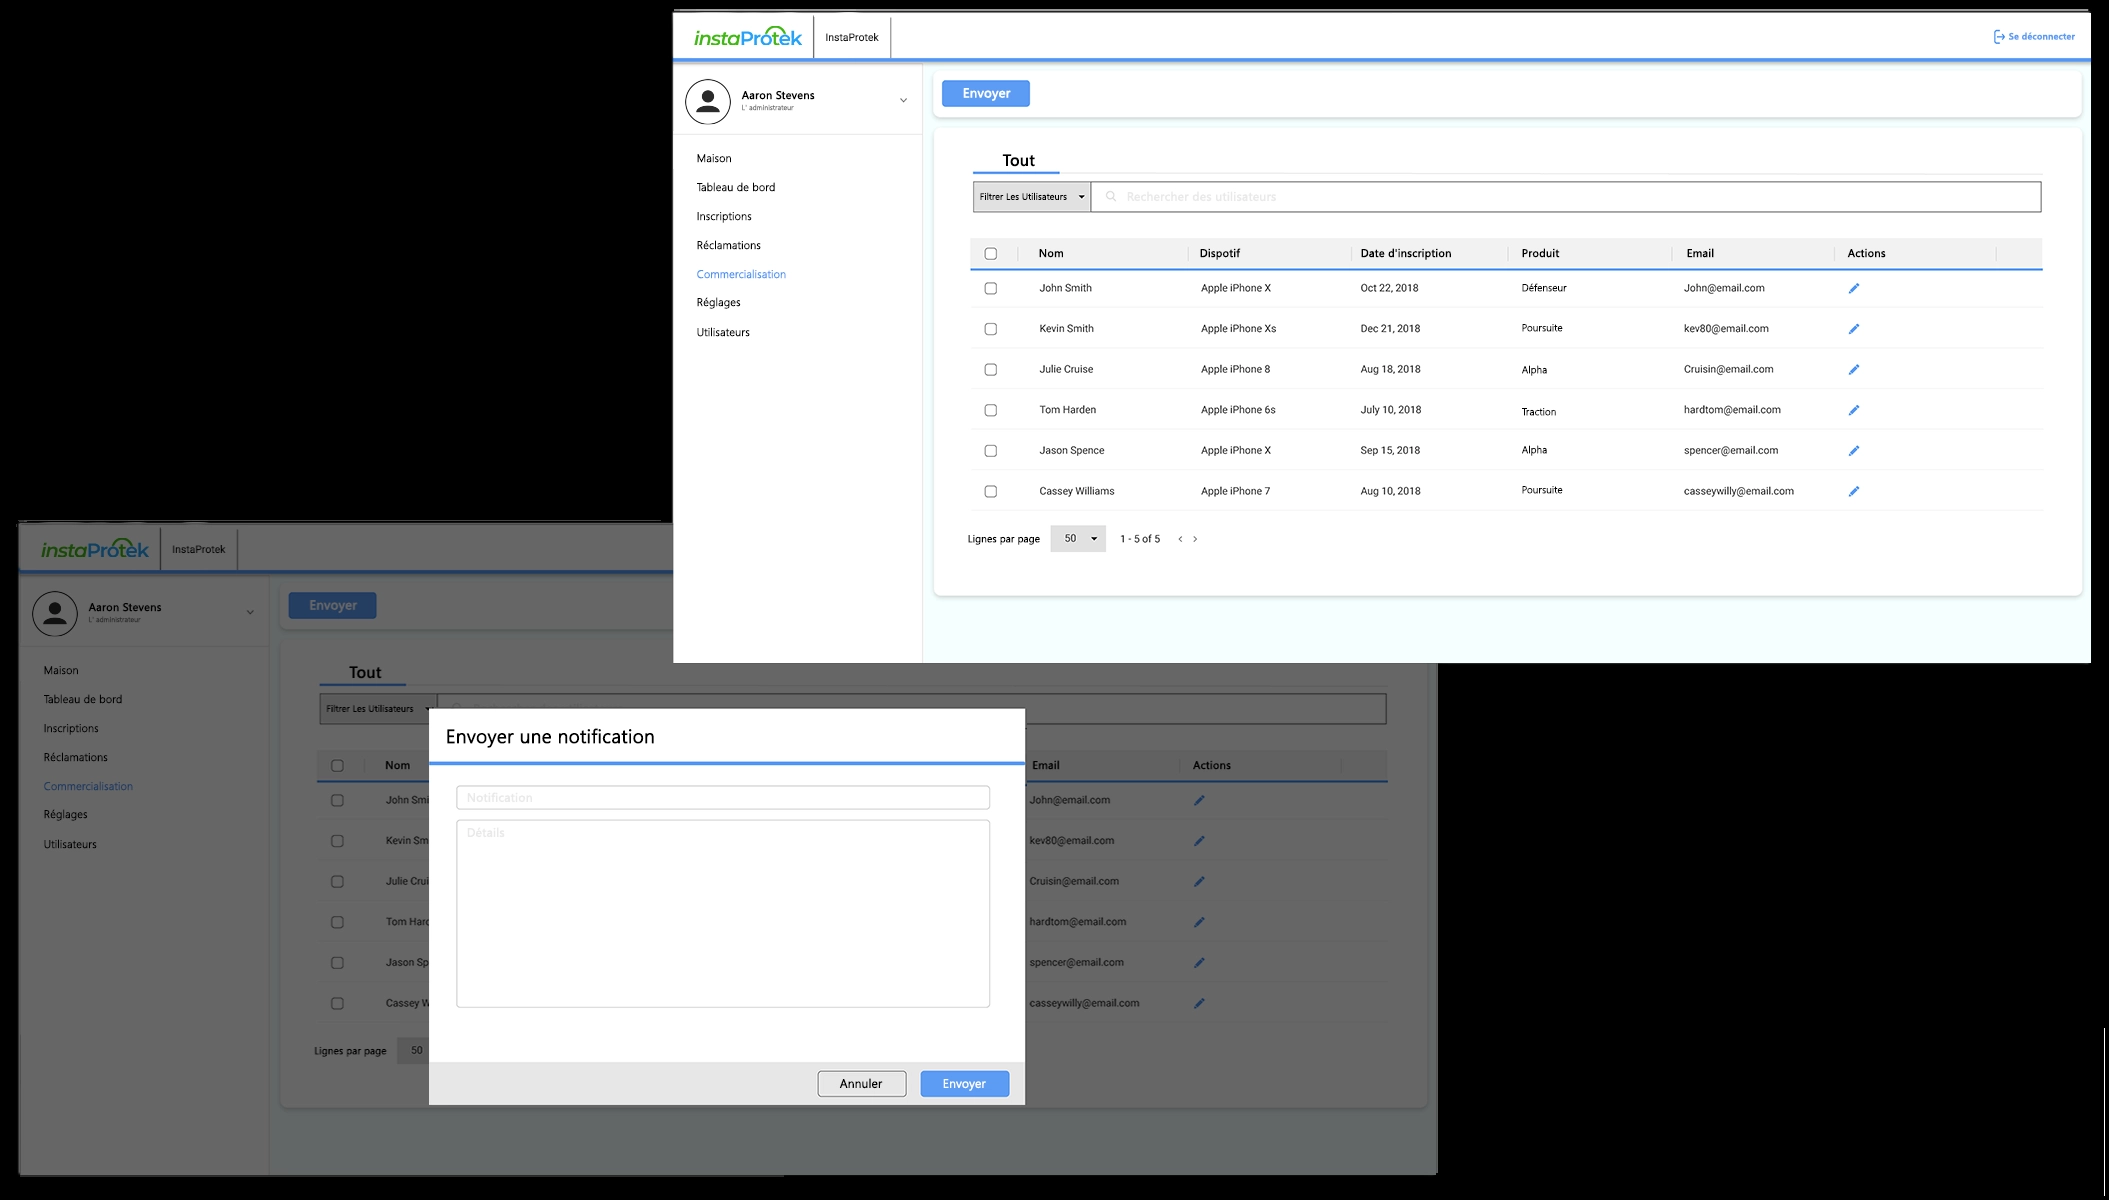 instaProtek InstaProtek Se déconnecter
Aaron Stevens
L' administrateur
Maison
Tableau de bord
Inscriptions
Réclamations
Commercialisation
Réglages
Utilisateurs
Envoyer
Tout
Filtrer Les Utilisateurs Rechercher des utilisateurs
Nom Dispotif Date d'inscription Produit Email Actions
John Smith Apple iPhone X Oct 22, 2018 Défenseur John@email.com
Kevin Smith Apple iPhone Xs Dec 21, 2018 Poursuite kev80@email.com
Julie Cruise Apple iPhone 8 Aug 18, 2018 Alpha Cruisin@email.com
Tom Harden Apple iPhone 6s July 10, 2018 Traction hardtom@email.com
Jason Spence Apple iPhone X Sep 15, 2018 Alpha spencer@email.com
Cassey Williams Apple iPhone 7 Aug 10, 2018 Poursuite casseywilly@email.com
Lignes par page 50 1 - 5 of 5 < >
instaProtek InstaProtek
Aaron Stevens
L' administrateur
Maison
Tableau de bord
Inscriptions
Réclamations
Commercialisation
Réglages
Utilisateurs
Envoyer
Tout
Filtrer Les Utilisateurs
Nom Email Actions
John Smi John@email.com
Kevin Sm kev80@email.com
Julie Crui Cruisin@email.com
Tom Hard hardtom@email.com
Jason Sp spencer@email.com
Cassey W casseywilly@email.com
Lignes par page 50
Envoyer une notification
Notification
Détails
Annuler Envoyer